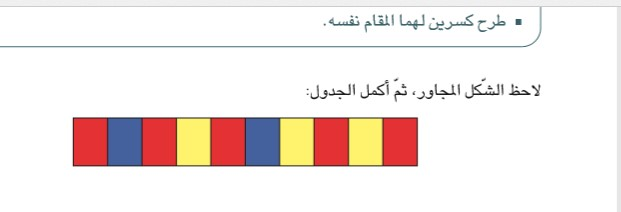 ▪ طرح كسرين لهما المقام نفسه.
لاحظ الشّكل المجاور، ثمّ أكمل الجدول: